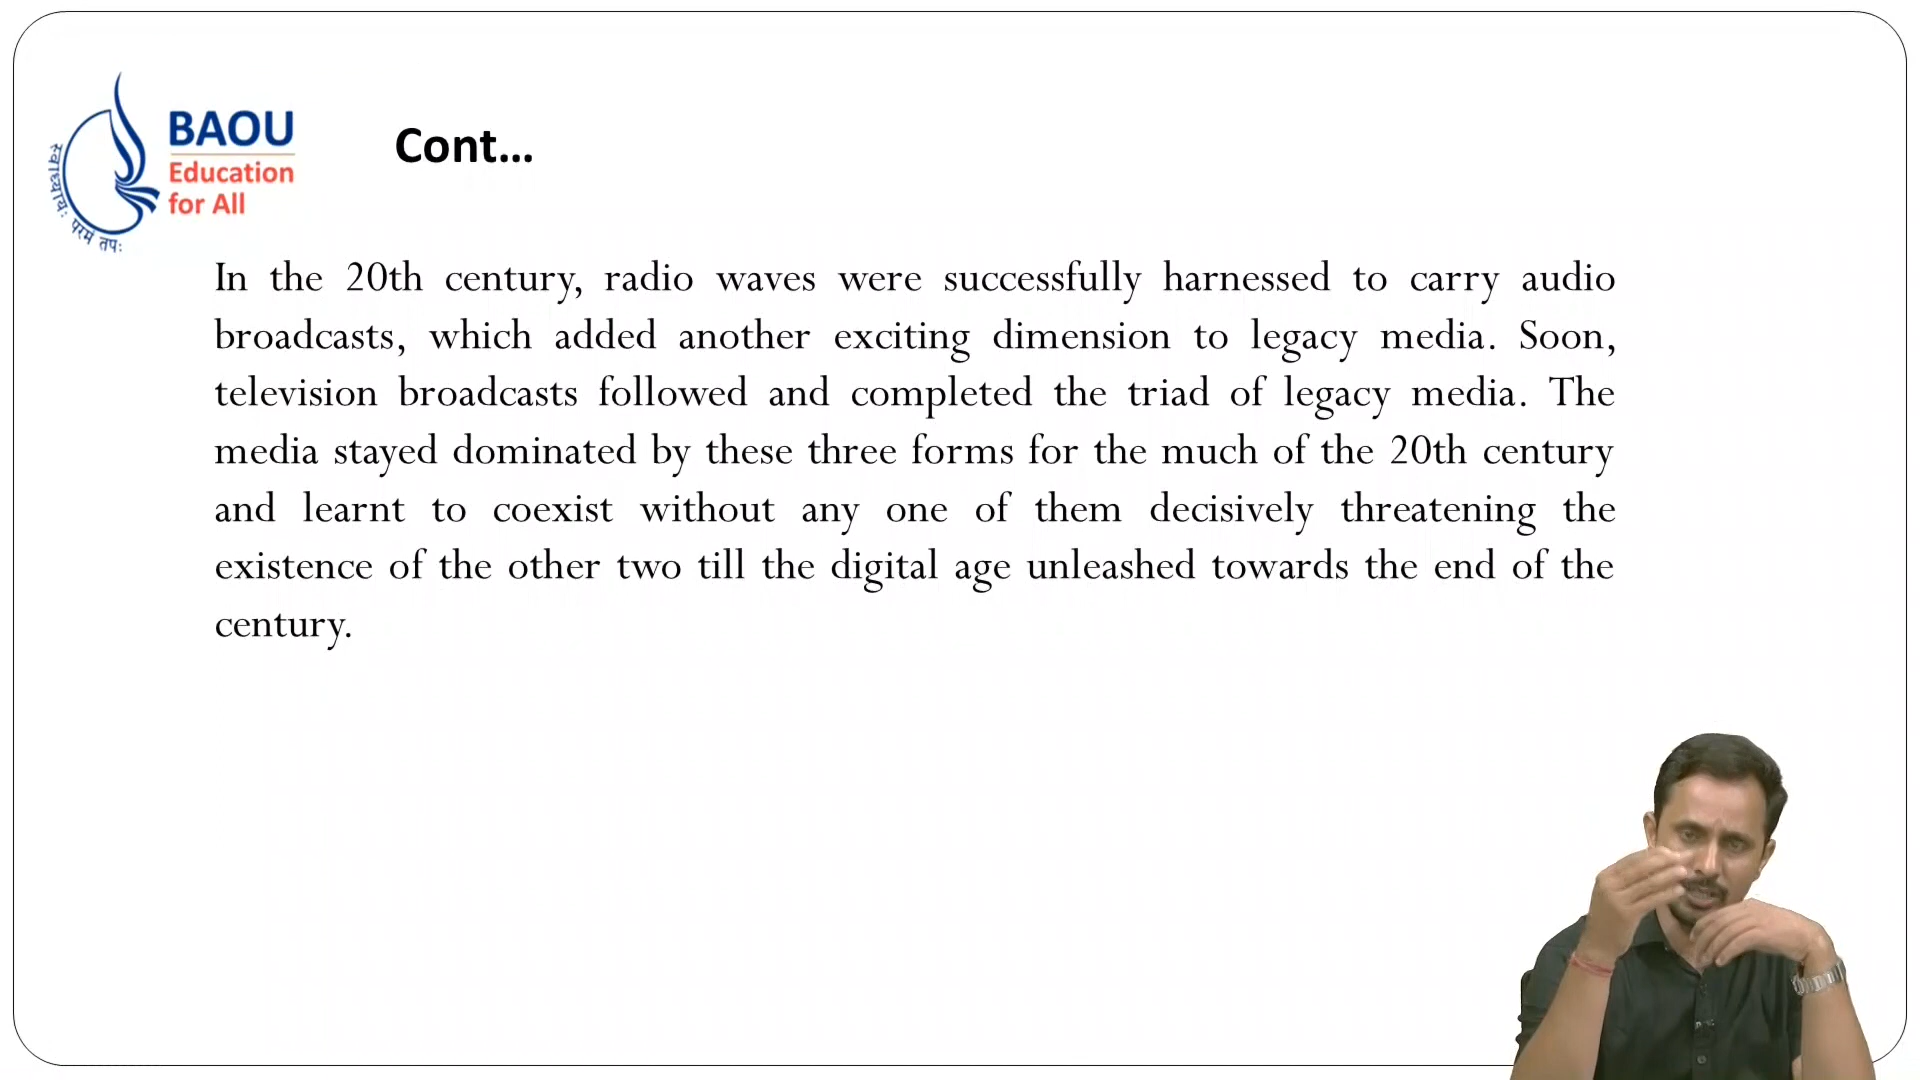 BAOU
Education
for All
स्वाध्यायः परमं तपः
Cont...
In the 20th century, radio waves were successfully harnessed to carry audio
broadcasts, which added another exciting dimension to legacy media. Soon,
television broadcasts followed and completed the triad of legacy media. The
media stayed dominated by these three forms for the much of the 20th century
and learnt to coexist without any one of them decisively threatening the
existence of the other two till the digital age unleashed towards the end of the
century.